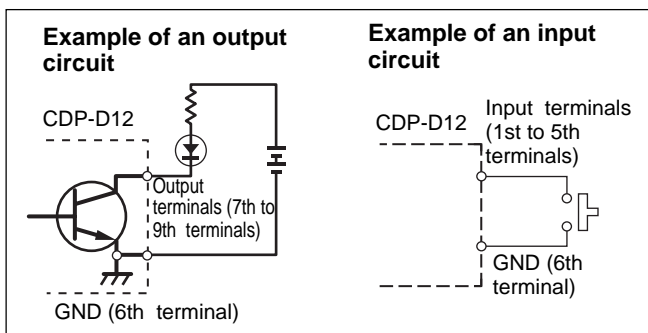 Example of an output
circuit
CDP-D12
Output
terminals (7th to
9th terminals)
GND (6th terminal)
Example of an input
circuit
CDP-D12
Input terminals
(1st to 5th
terminals)
GND (6th
terminal)